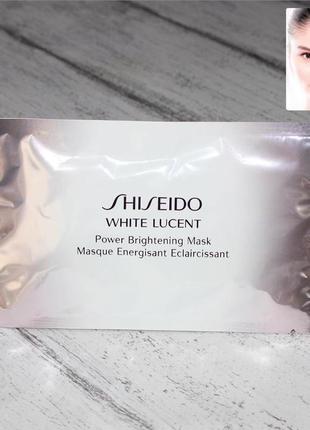 SHISEIDO
WHITE LUCENT
Power Brightening Mask
Masque Energisant Eclaircissant